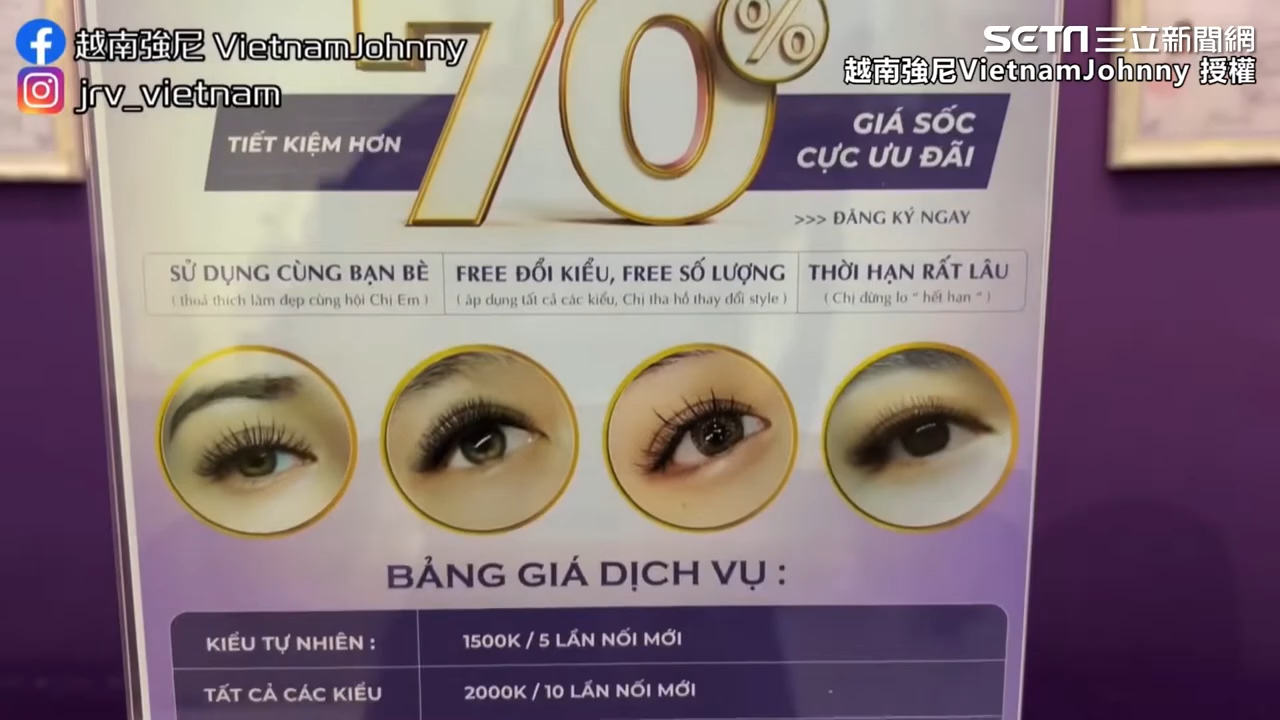 越南強尼 VietnamJohnny
jrv_vietnam
SETN三立新聞網
越南強尼VietnamJohnny 授權
70%
TIẾT KIỆM HƠN
GIÁ SỐC
CỰC ƯU ĐÃI
>>> ĐĂNG KÝ NGAY
SỬ DỤNG CÙNG BẠN BÈ
( thoả thích làm đẹp cùng hội Chị Em )
FREE ĐỔI KIỂU, FREE SỐ LƯỢNG
( áp dụng tất cả các kiểu, Chị tha hồ thay đổi style )
THỜI HẠN RẤT LÂU
( Chị đừng lo “ hết hạn “ )
BẢNG GIÁ DỊCH VỤ :
KIỂU TỰ NHIÊN :
1500K / 5 LẦN NỐI MỚI
TẤT CẢ CÁC KIỂU
2000K / 10 LẦN NỐI MỚI